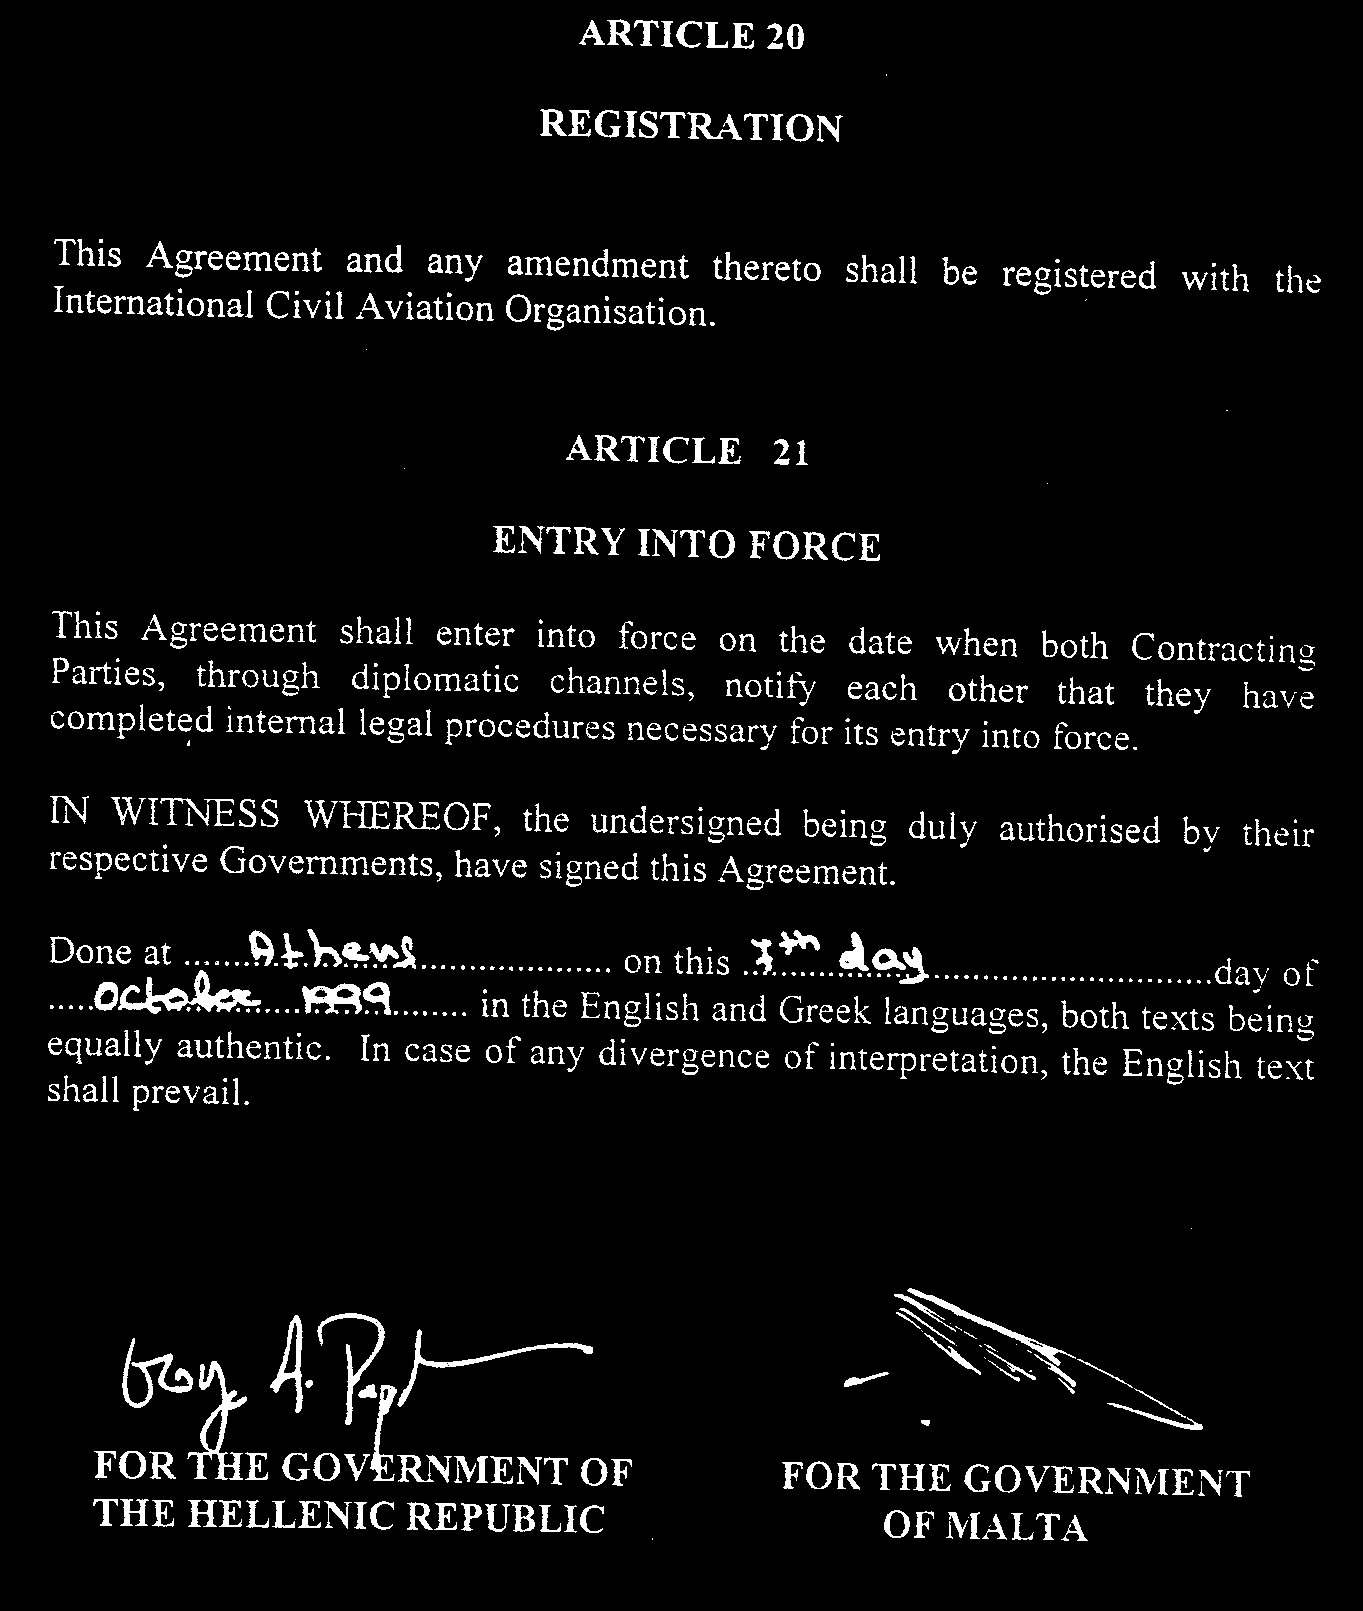 ARTICLE 20
REGISTRATION
This Agreement and any amendment thereto shall be registered with the
International Civil Aviation Organisation.
ARTICLE 21
ENTRY INTO FORCE
This Agreement shall enter into force on the date when both Contracting
Parties, through diplomatic channels, notify each other that they have
completed internal legal procedures necessary for its entry into force.
IN WITNESS WHEREOF, the undersigned being duly authorised by their
respective Governments, have signed this Agreement.
Done at .......Athens..................... on this ..7th day...............................day of
.....October 1999........ in the English and Greek languages, both texts being
equally authentic. In case of any divergence of interpretation, the English text
shall prevail.
FOR THE GOVERNMENT OF
THE HELLENIC REPUBLIC
FOR THE GOVERNMENT
OF MALTA